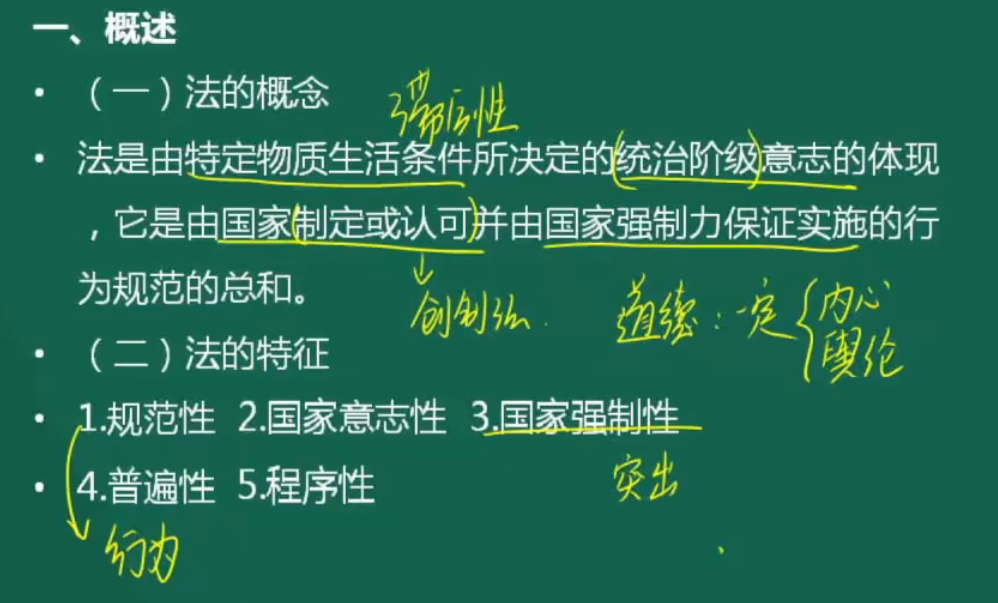 一、概述
• （一）法的概念
滞后性
• 法是由特定物质生活条件所决定的(统治阶级)意志的体现
，它是由国家(制定或认可)并由国家强制力保证实施的行
为规范的总和。
创制法.
道德：一定{内心
舆论
• （二）法的特征
• 1.规范性 2.国家意志性 3.国家强制性
突出
• 4.普遍性 5.程序性
行为